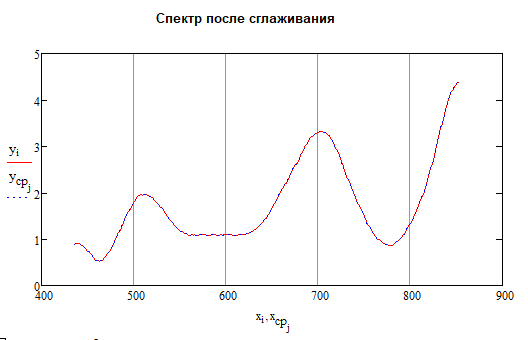 Спектр после сглаживания
5
4
y_i
3
y_cp_j
2
1
0
400 500 600 700 800 900
x_i, x_cp_j